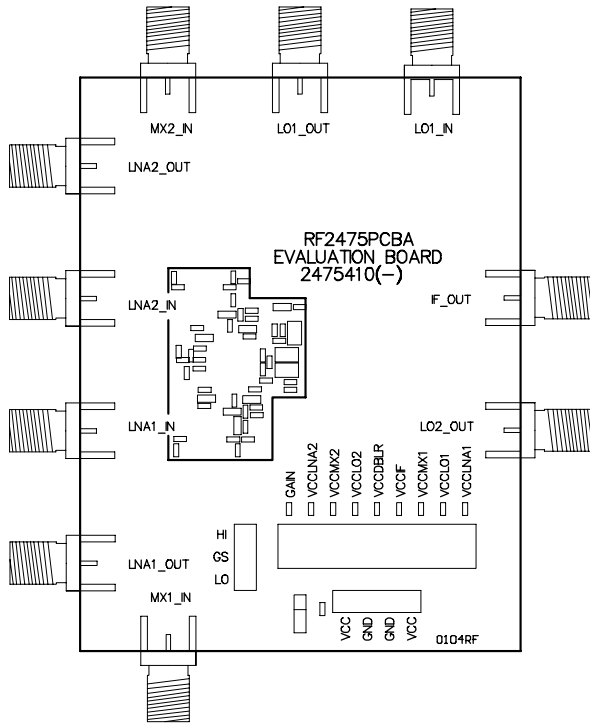 MX2_IN
LO1_OUT
LO1_IN
LNA2_OUT
RF2475PCBA
EVALUATION BOARD
2475410(-)
LNA2_IN
IF_OUT
LNA1_IN
LO2_OUT
GAIN
VCCLNA2
VCCMX2
VCCLO2
VCCDBLR
VCCIF
VCCMX1
VCCLO1
VCCLNA1
HI
GS
LO
LNA1_OUT
MX1_IN
VCC
GND
GND
VCC
0104RF